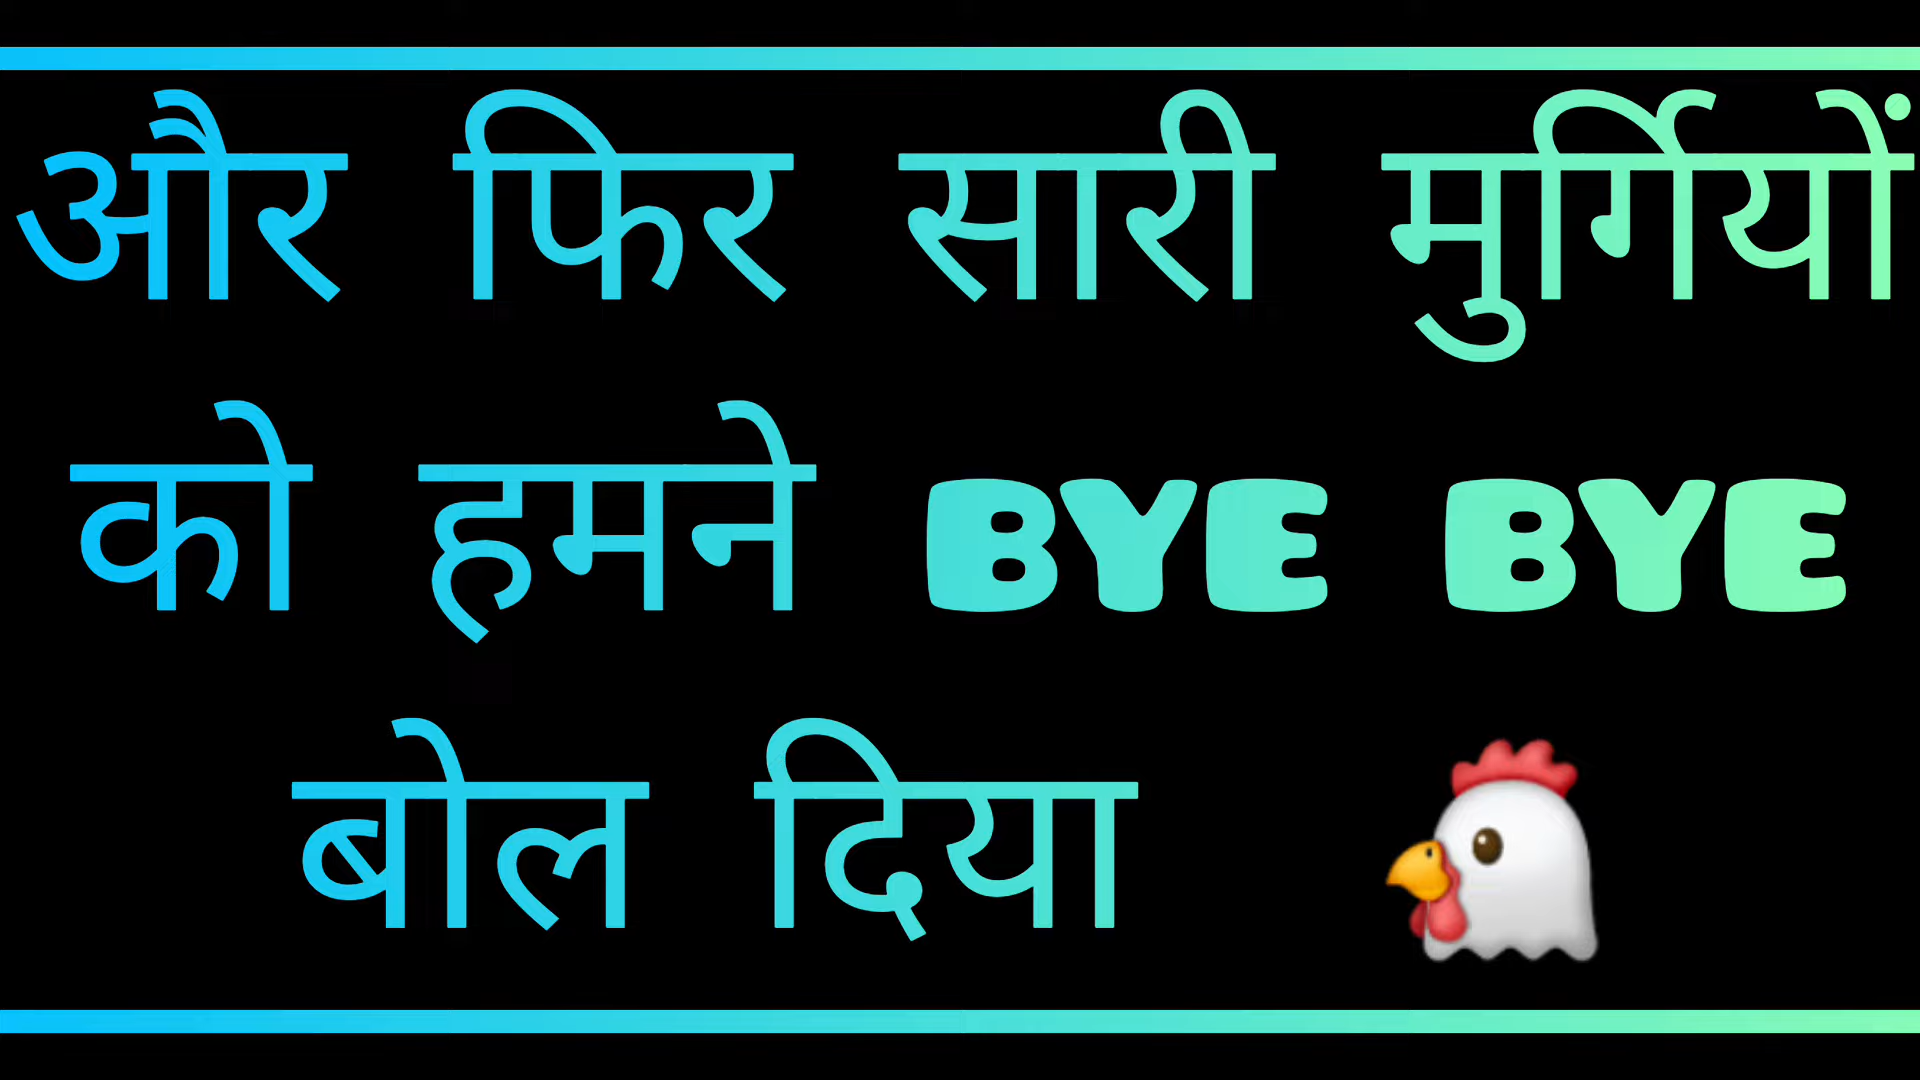 और फिर सारी मुर्गियों
को हमने BYE BYE
बोल दिया 🐔